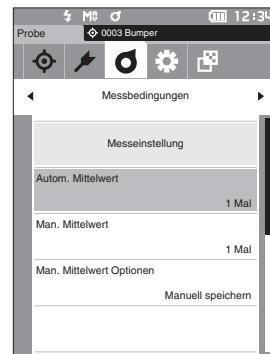 M 12:34
Probe 0003 Bumper
Messbedingungen
Messeinstellung
Autom. Mittelwert
1 Mal
Man. Mittelwert
1 Mal
Man. Mittelwert Optionen
Manuell speichern